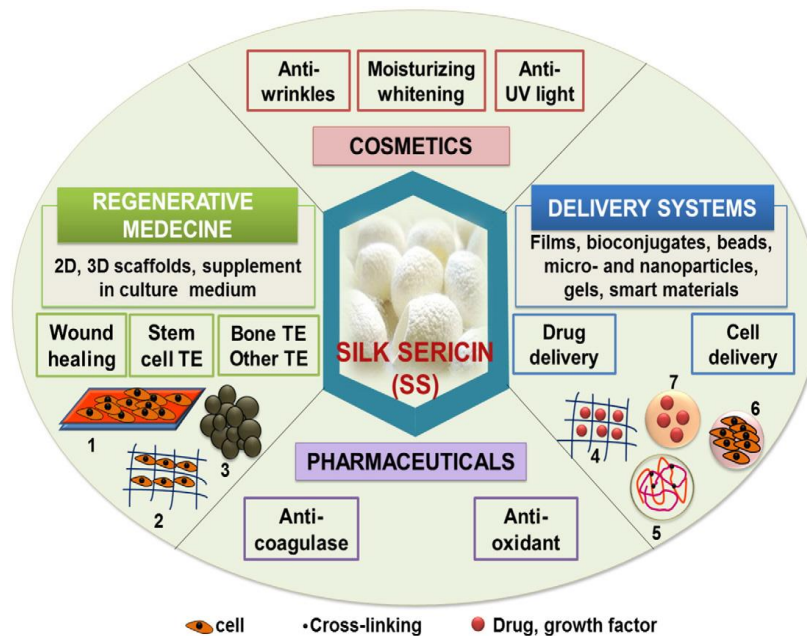 Anti-
wrinkles
Moisturizing
whitening
Anti-
UV light
COSMETICS
REGENERATIVE
MEDECINE
2D, 3D scaffolds, supplement
in culture medium
Wound
healing
Stem
cell TE
Bone TE
Other TE
1
2
3
SILK SERICIN
(SS)
DELIVERY SYSTEMS
Films, bioconjugates, beads,
micro- and nanoparticles,
gels, smart materials
Drug
delivery
Cell
delivery
7
6
4
5
PHARMACEUTICALS
Anti-
coagulase
Anti-
oxidant
cell
•Cross-linking
Drug, growth factor